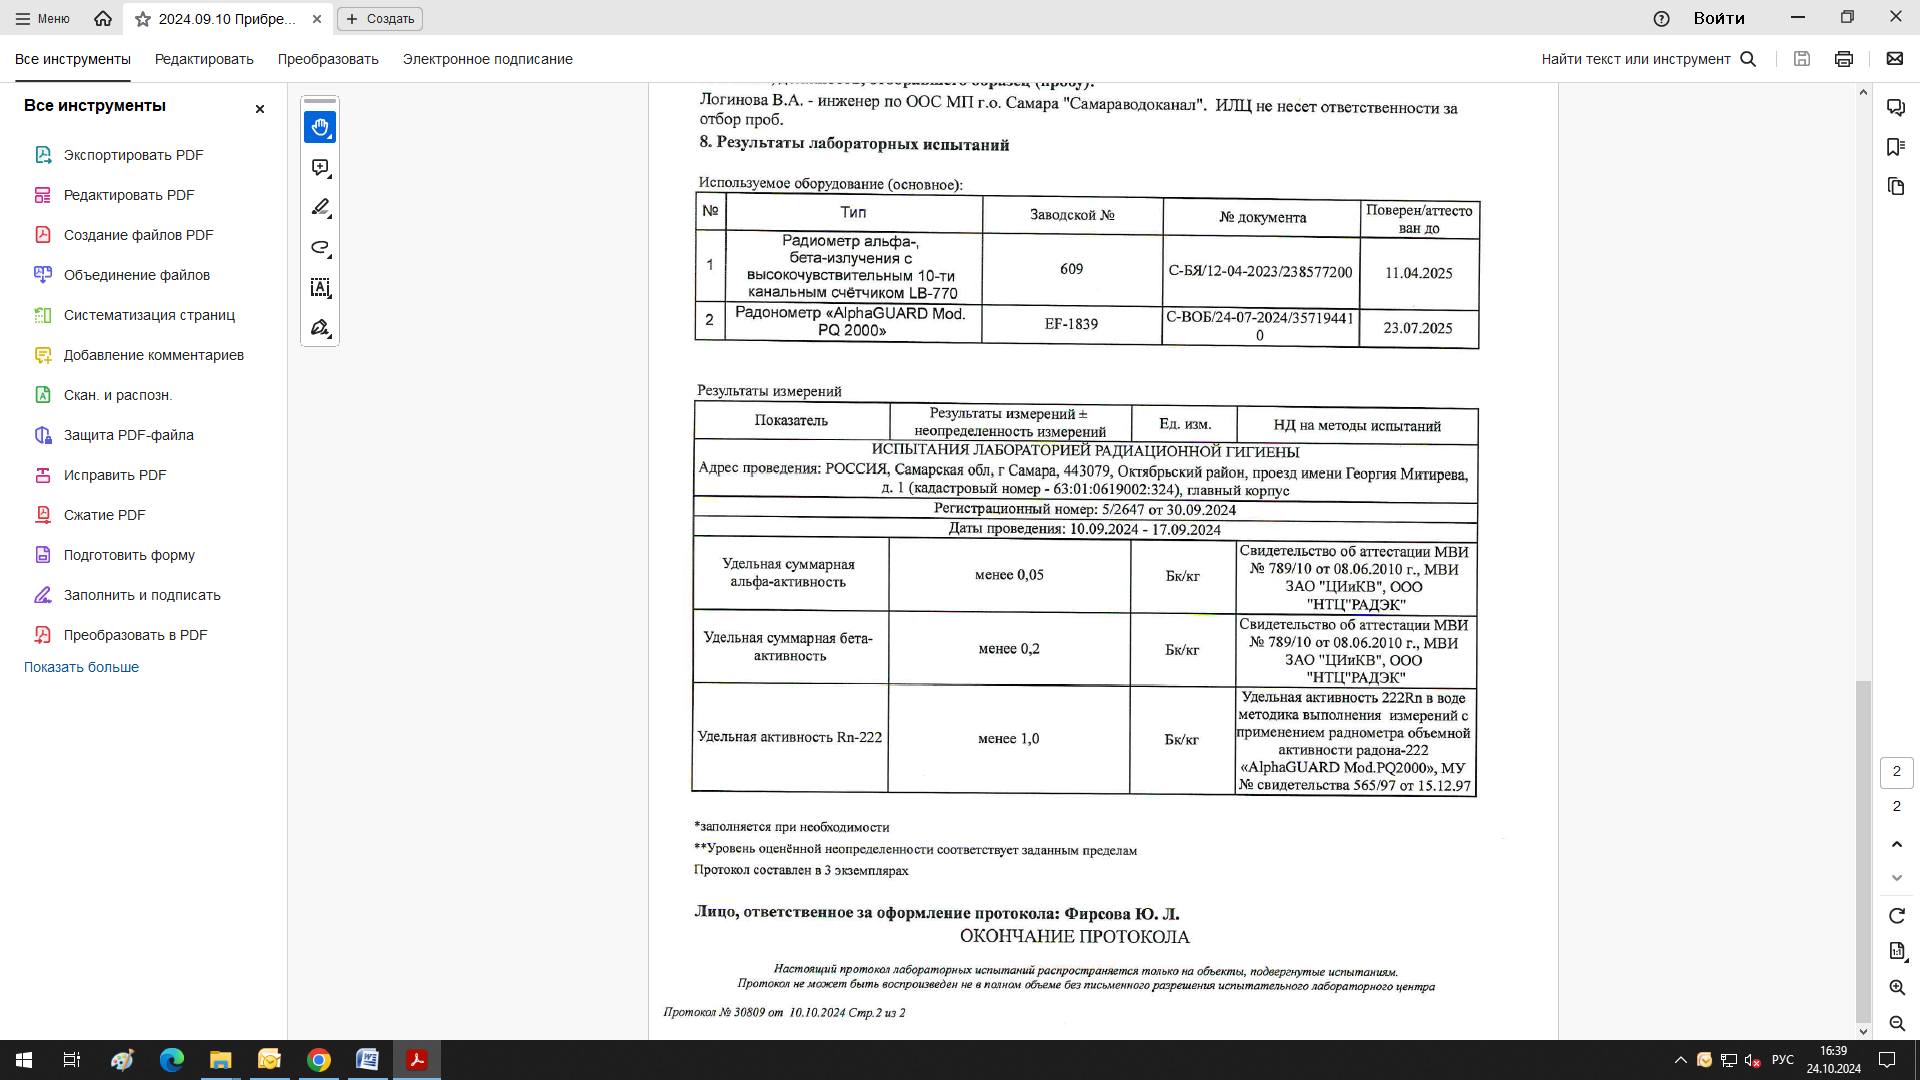 Меню
2024.09.10 Прибре...
Создать
Войти
Все инструменты
Редактировать
Преобразовать
Электронное подписание
Найти текст или инструмент
Все инструменты
Экспортировать PDF
Редактировать PDF
Создание файлов PDF
Объединение файлов
Систематизация страниц
Добавление комментариев
Скан. и распозн.
Защита PDF-файла
Исправить PDF
Сжатие PDF
Подготовить форму
Заполнить и подписать
Преобразовать в PDF
Показать больше
отобравшего образец (пробу):
Логинова В.А. - инженер по ООС МП г.о. Самара "Самараводоканал". ИЛЦ не несет ответственности за
отбор проб.
8. Результаты лабораторных испытаний
Используемое оборудование (основное):
№ Тип Заводской № № документа Поверен/аттесто
ван до
1 Радиометр альфа-,
бета-излучения с
высокочувствительным 10-ти
канальным счётчиком LB-770
609 С-БЯ/12-04-2023/238577200 11.04.2025
2 Радонометр «AlphaGUARD Mod.
PQ 2000»
EF-1839 С-ВОБ/24-07-2024/35719441
0
23.07.2025
Результаты измерений
Показатель Результаты измерений ±
неопределенность измерений
Ед. изм. НД на методы испытаний
ИСПЫТАНИЯ ЛАБОРАТОРИЕЙ РАДИАЦИОННОЙ ГИГИЕНЫ
Адрес проведения: РОССИЯ, Самарская обл, г Самара, 443079, Октябрьский район, проезд имени Георгия Митирева,
д. 1 (кадастровый номер - 63:01:0619002:324), главный корпус
Регистрационный номер: 5/2647 от 30.09.2024
Даты проведения: 10.09.2024 - 17.09.2024
Удельная суммарная
альфа-активность
менее 0,05 Бк/кг
Свидетельство об аттестации МВИ
№ 789/10 от 08.06.2010 г., МВИ
ЗАО "ЦИиКВ", ООО
"НТЦ"РАДЭК"
Удельная суммарная бета-
активность
менее 0,2 Бк/кг
Свидетельство об аттестации МВИ
№ 789/10 от 08.06.2010 г., МВИ
ЗАО "ЦИиКВ", ООО
"НТЦ"РАДЭК"
Удельная активность Rn-222 менее 1,0 Бк/кг
Удельная активность 222Rn в воде
методика выполнения измерений с
применением радиометра объемной
активности радона-222
«AlphaGUARD Mod.PQ2000», МУ
№ свидетельства 565/97 от 15.12.97
*заполняется при необходимости
**Уровень оценённой неопределенности соответствует заданным пределам
Протокол составлен в 3 экземплярах
Лицо, ответственное за оформление протокола: Фирсова Ю. Л.
ОКОНЧАНИЕ ПРОТОКОЛА
Настоящий протокол лабораторных испытаний распространяется только на объекты, подвергнутые испытаниям.
Протокол не может быть воспроизведен не в полном объеме без письменного разрешения испытательного лабораторного центра
Протокол № 30809 от 10.10.2024 Стр.2 из 2
2
2
РУС
16:39
24.10.2024